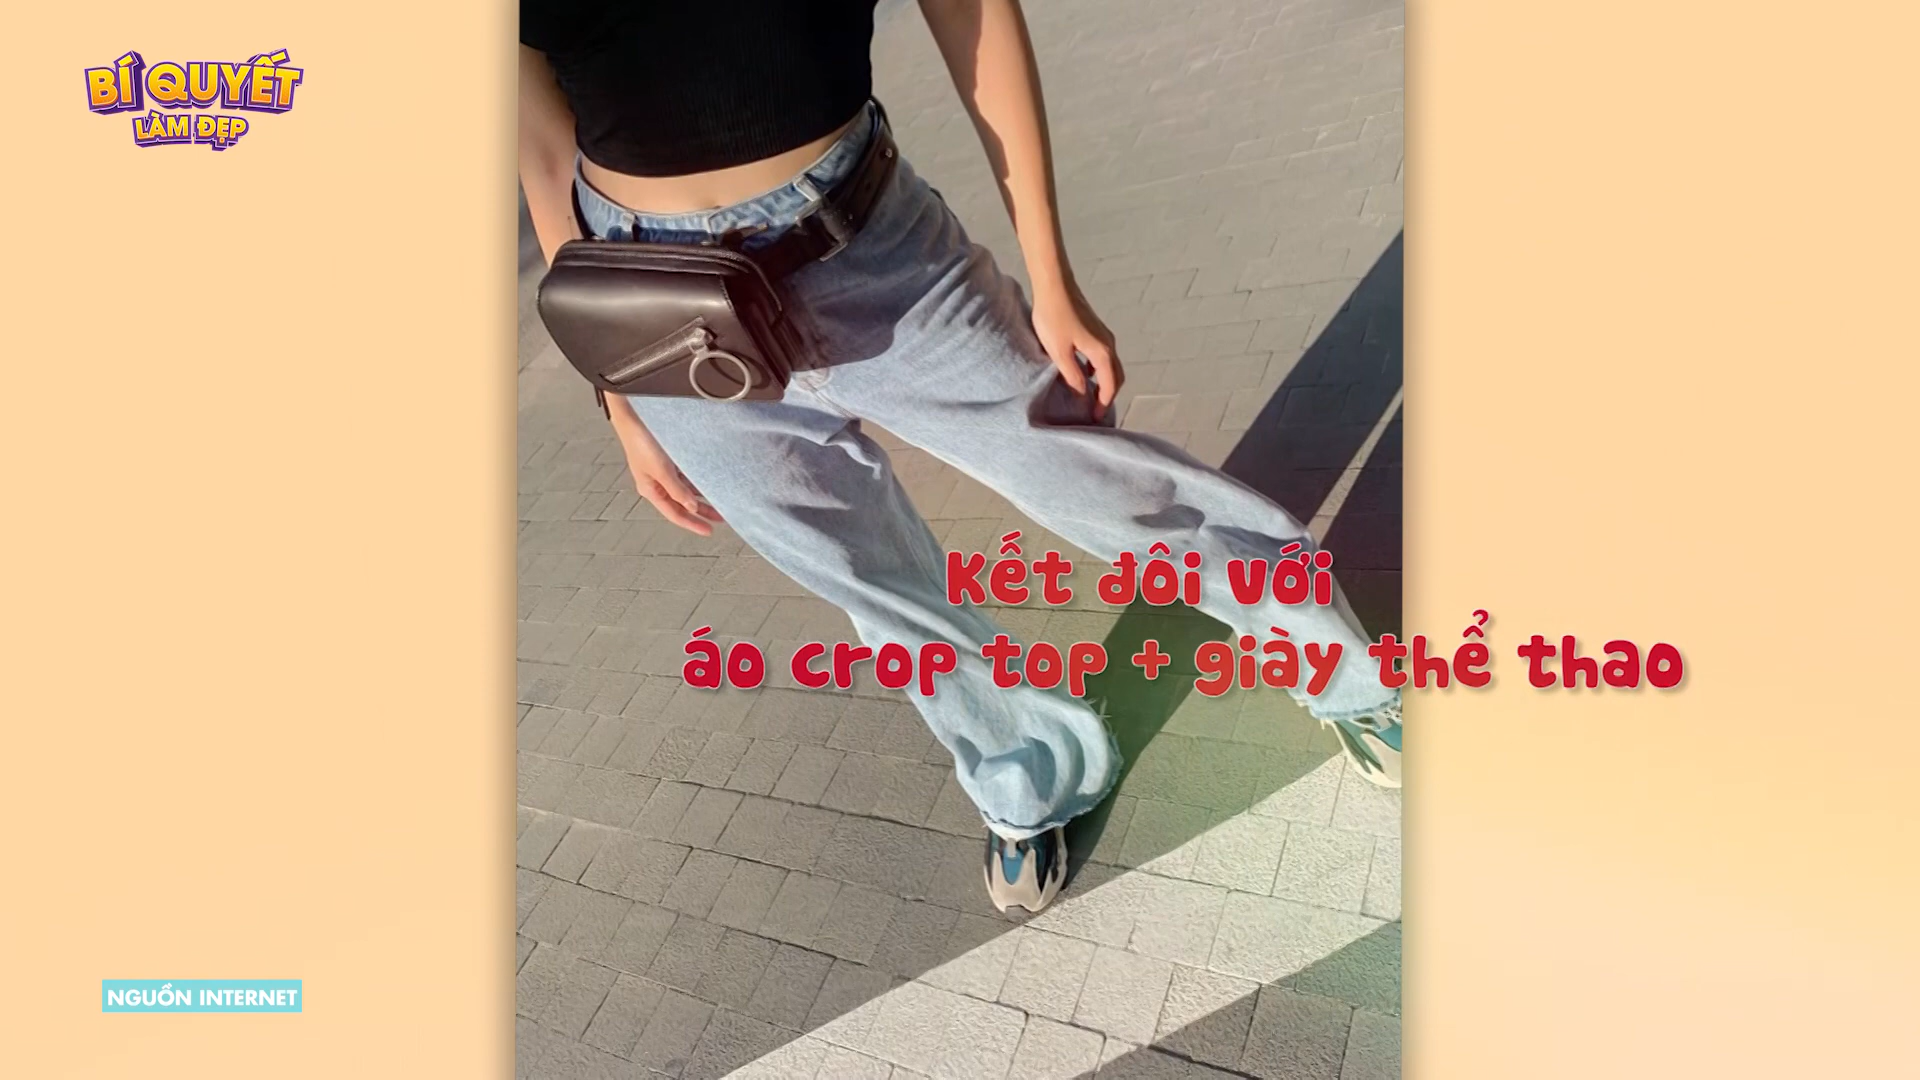 BÍ QUYẾT
LÀM ĐẸP
Kết đôi với
áo crop top + giày thể thao
NGUỒN INTERNET